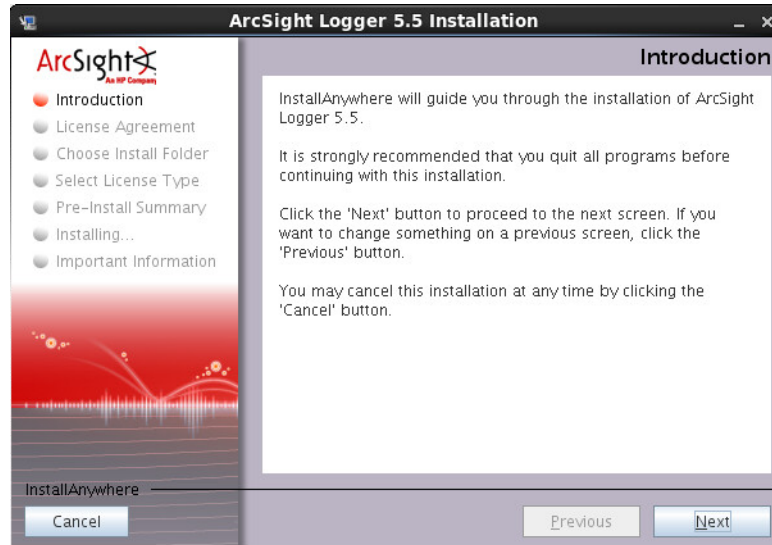 ArcSight Logger 5.5 Installation
ArcSight
An HP Company
Introduction
Introduction
License Agreement
Choose Install Folder
Select License Type
Pre-Install Summary
Installing...
Important Information
InstallAnywhere will guide you through the installation of ArcSight
Logger 5.5.
It is strongly recommended that you quit all programs before
continuing with this installation.
Click the 'Next' button to proceed to the next screen. If you
want to change something on a previous screen, click the
'Previous' button.
You may cancel this installation at any time by clicking the
'Cancel' button.
InstallAnywhere
Cancel
Previous
Next